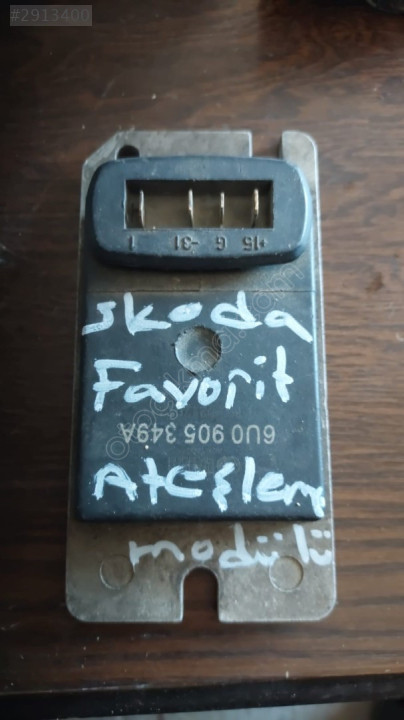 #2913400
1 -31 G +15
skoda
Favorit
6U0 905 349A
Ateşleme
modülü